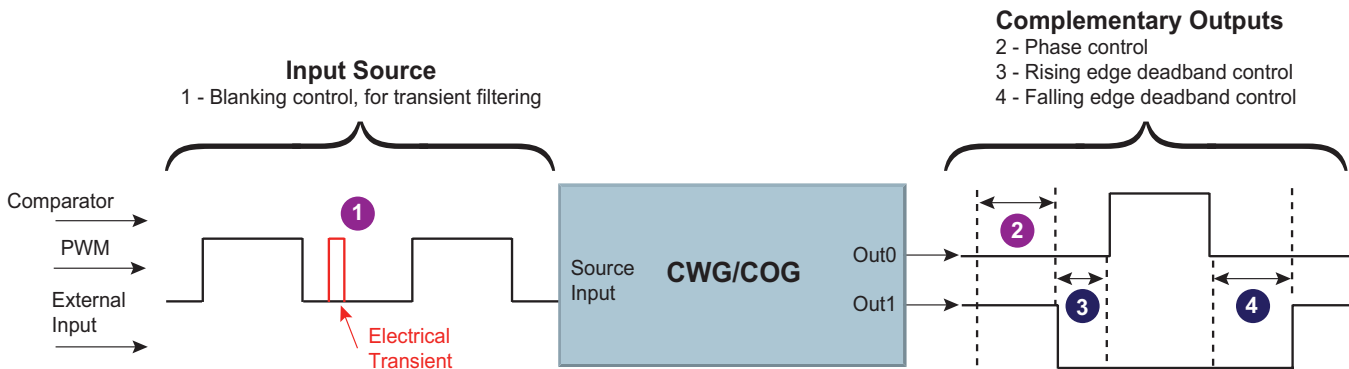 Complementary Outputs
2 - Phase control
3 - Rising edge deadband control
4 - Falling edge deadband control
Input Source
1 - Blanking control, for transient filtering
Comparator
PWM
External
Input
1
Electrical
Transient
Source
Input
CWG/COG
Out0
Out1
2
3
4